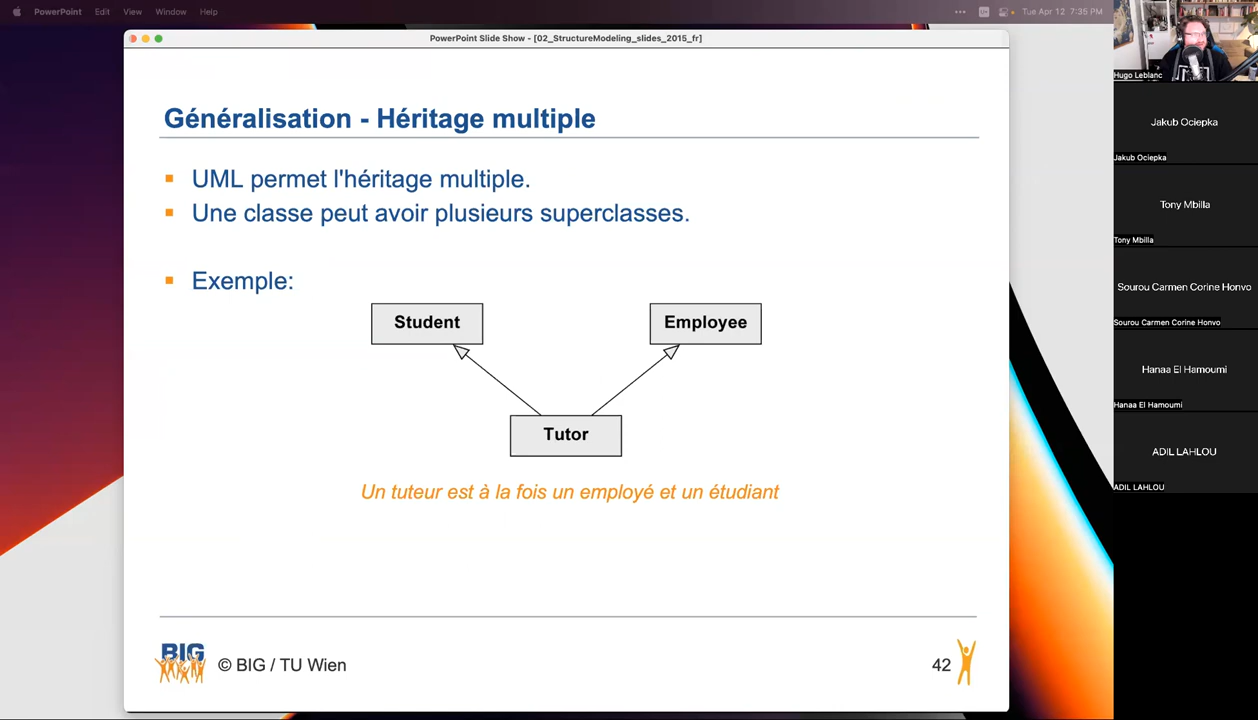 PowerPoint Edit View Window Help
Tue Apr 12 7:35 PM
PowerPoint Slide Show - [02_StructureModeling_slides_2015_fr]
Généralisation - Héritage multiple
UML permet l'héritage multiple.
Une classe peut avoir plusieurs superclasses.
Exemple:
Student
Employee
Tutor
Un tuteur est à la fois un employé et un étudiant
BIG
© BIG / TU Wien
42
Hugo Leblanc
Jakub Ociepka
Jakub Ociepka
Tony Mbilla
Tony Mbilla
Sourou Carmen Corine Honvo
Sourou Carmen Corine Honvo
Hanaa El Hamoumi
Hanaa El Hamoumi
ADIL LAHLOU
ADIL LAHLOU